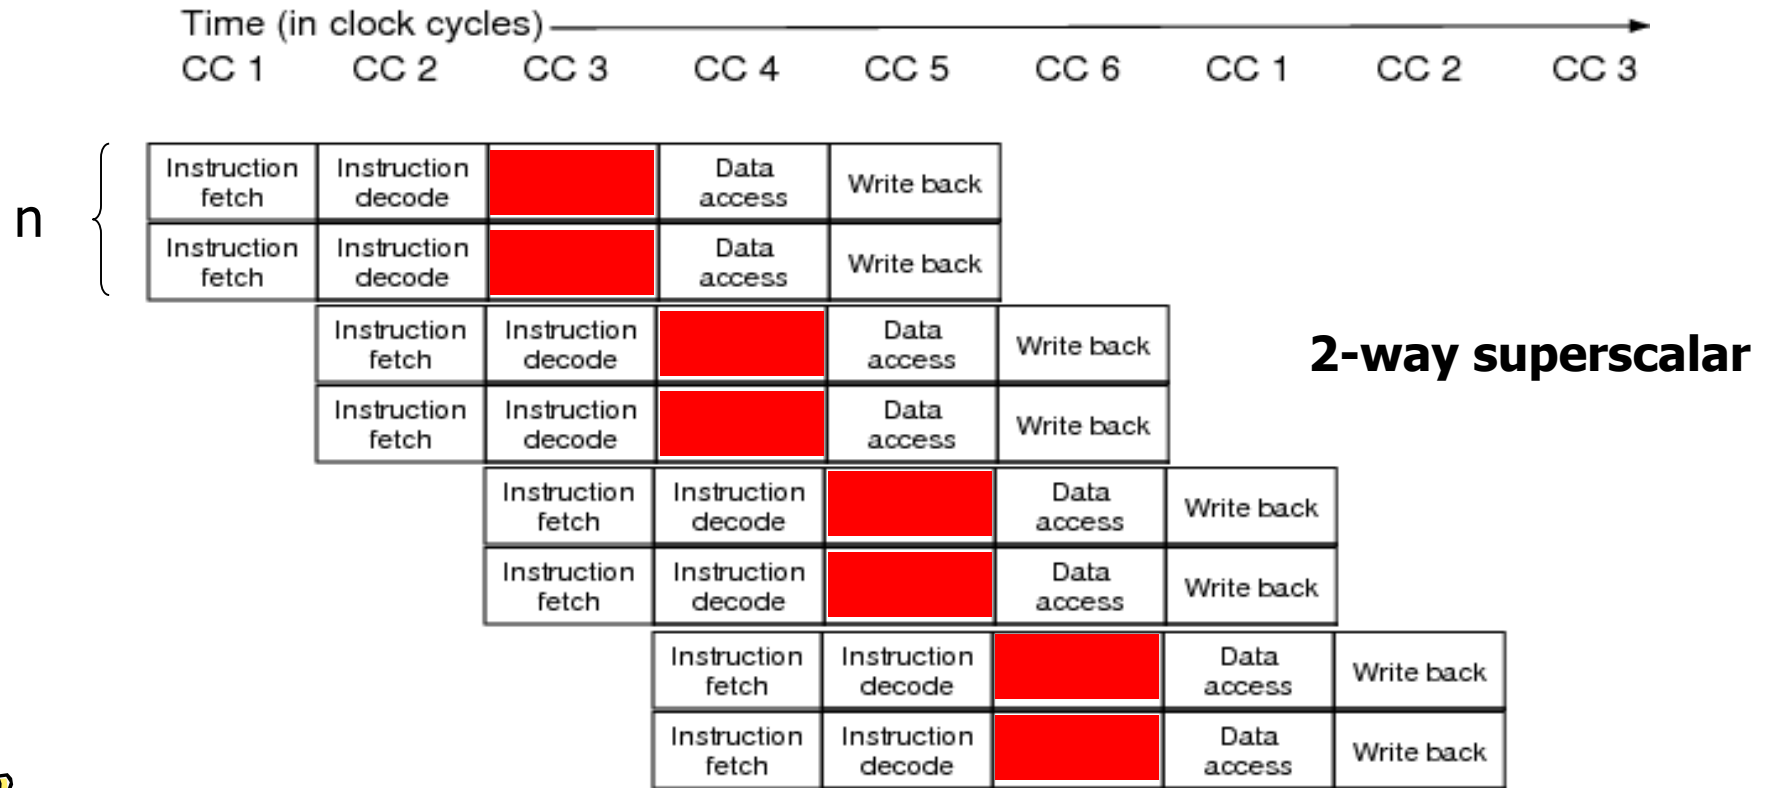 Time (in clock cycles)
CC 1 CC 2 CC 3 CC 4 CC 5 CC 6 CC 1 CC 2 CC 3
n
Instruction fetch Instruction decode Data access Write back
Instruction fetch Instruction decode Data access Write back
Instruction fetch Instruction decode Data access Write back
2-way superscalar
Instruction fetch Instruction decode Data access Write back
Instruction fetch Instruction decode Data access Write back
Instruction fetch Instruction decode Data access Write back
Instruction fetch Instruction decode Data access Write back
Instruction fetch Instruction decode Data access Write back